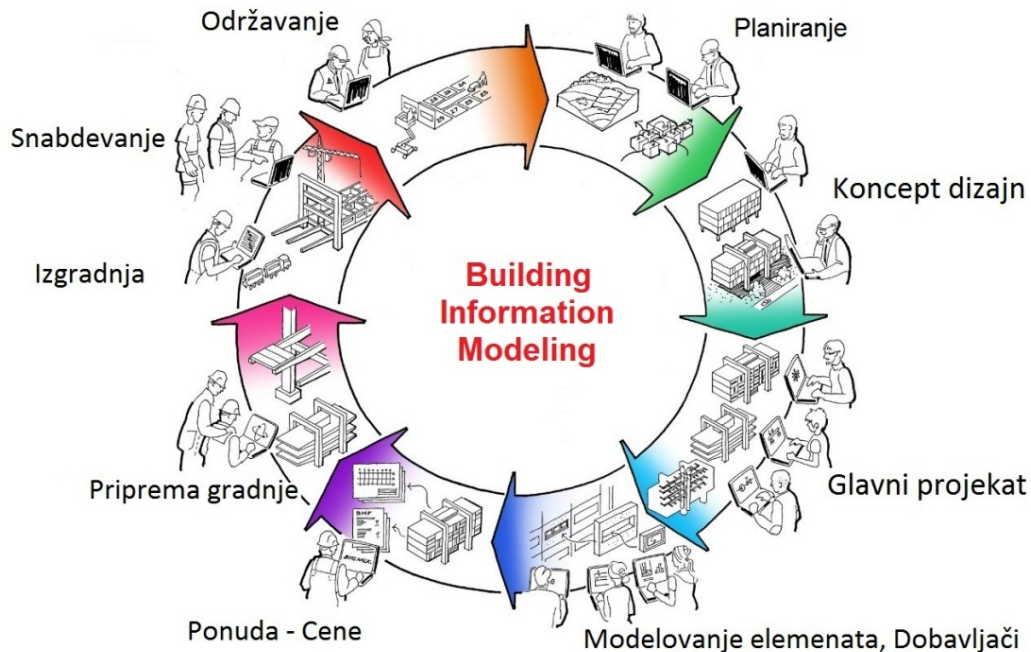 Održavanje
Planiranje
Snabdevanje
Koncept dizajn
Izgradnja
Building
Information
Modeling
Glavni projekat
Priprema gradnje
Ponuda - Cene
Modelovanje elemenata, Dobavljači